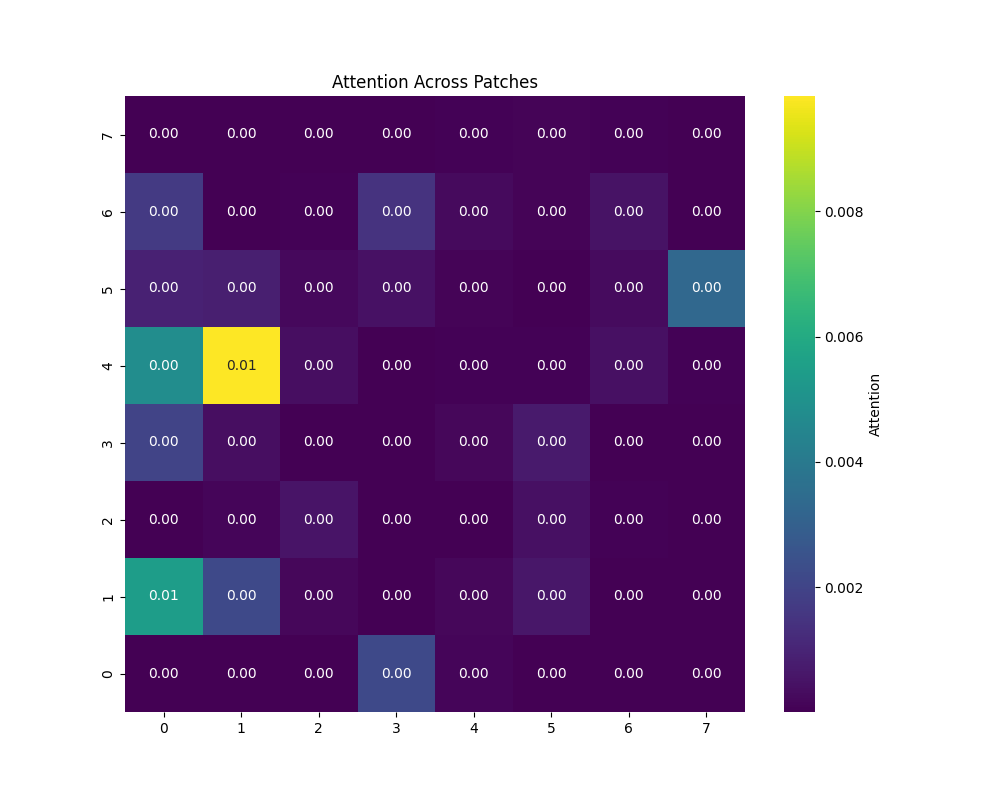 Attention Across Patches
7 0.00 0.00 0.00 0.00 0.00 0.00 0.00 0.00
6 0.00 0.00 0.00 0.00 0.00 0.00 0.00 0.00
5 0.00 0.00 0.00 0.00 0.00 0.00 0.00 0.00
4 0.00 0.01 0.00 0.00 0.00 0.00 0.00 0.00
3 0.00 0.00 0.00 0.00 0.00 0.00 0.00 0.00
2 0.00 0.00 0.00 0.00 0.00 0.00 0.00 0.00
1 0.01 0.00 0.00 0.00 0.00 0.00 0.00 0.00
0 0.00 0.00 0.00 0.00 0.00 0.00 0.00 0.00
0 1 2 3 4 5 6 7
0.008
0.006
0.004
0.002
Attention